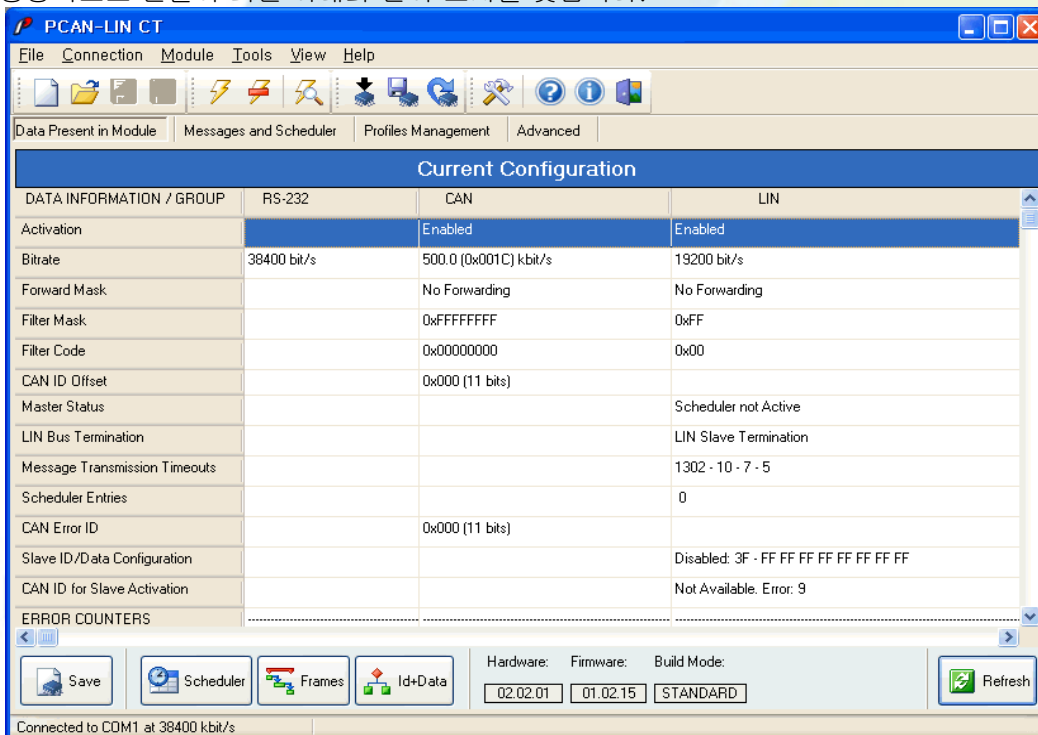 PCAN-LIN CT
File Connection Module Tools View Help
Data Present in Module Messages and Scheduler Profiles Management Advanced
Current Configuration
DATA INFORMATION / GROUP RS-232 CAN LIN
Activation Enabled Enabled
Bitrate 38400 bit/s 500.0 (0x001C) kbit/s 19200 bit/s
Forward Mask No Forwarding No Forwarding
Filter Mask 0xFFFFFFFF 0xFF
Filter Code 0x00000000 0x00
CAN ID Offset 0x000 (11 bits)
Master Status Scheduler not Active
LIN Bus Termination LIN Slave Termination
Message Transmission Timeouts 1302 - 10 - 7 - 5
Scheduler Entries 0
CAN Error ID 0x000 (11 bits)
Slave ID/Data Configuration Disabled: 3F - FF FF FF FF FF FF FF FF
CAN ID for Slave Activation Not Available. Error: 9
ERROR COUNTERS
Save Scheduler Frames Id+Data Hardware: Firmware: Build Mode: Refresh
02.02.01 01.02.15 STANDARD
Connected to COM1 at 38400 kbit/s